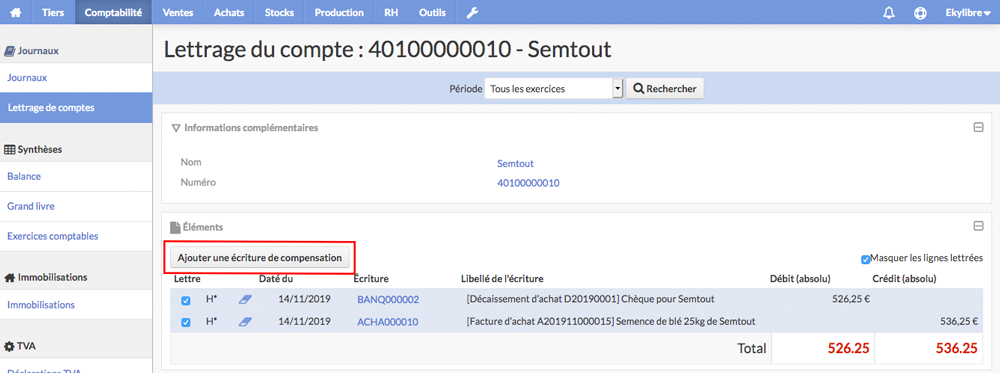 Tiers Comptabilité Ventes Achats Stocks Production RH Outils Ekylibre
Journaux
Journaux
Lettrage de comptes
Synthèses
Balance
Grand livre
Exercices comptables
Immobilisations
Immobilisations
TVA
Déclarations TVA
Lettrage du compte : 40100000010 - Semtout
Période Tous les exercices Rechercher
Informations complémentaires
Nom Semtout
Numéro 40100000010
Éléments
Ajouter une écriture de compensation
Masquer les lignes lettrées
Lettre Date du Écriture Libellé de l'écriture Débit (absolu) Crédit (absolu)
H* 14/11/2019 BANQ000002 [Décaissement d'achat D20190001] Chèque pour Semtout 526,25 €
H* 14/11/2019 ACHA000010 [Facture d'achat A201911000015] Semence de blé 25kg de Semtout 536,25 €
Total 526.25 536.25